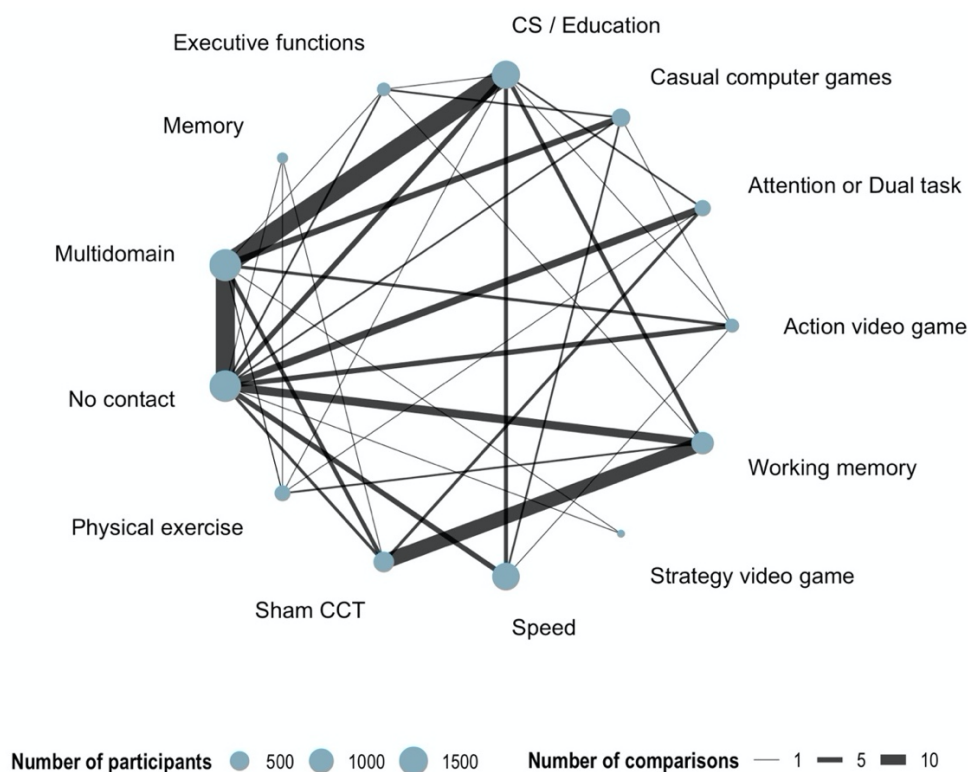 CS / Education
Executive functions
Casual computer games
Memory
Attention or Dual task
Multidomain
Action video game
No contact
Working memory
Physical exercise
Strategy video game
Sham CCT
Speed
Number of participants 500 1000 1500 Number of comparisons 1 5 10